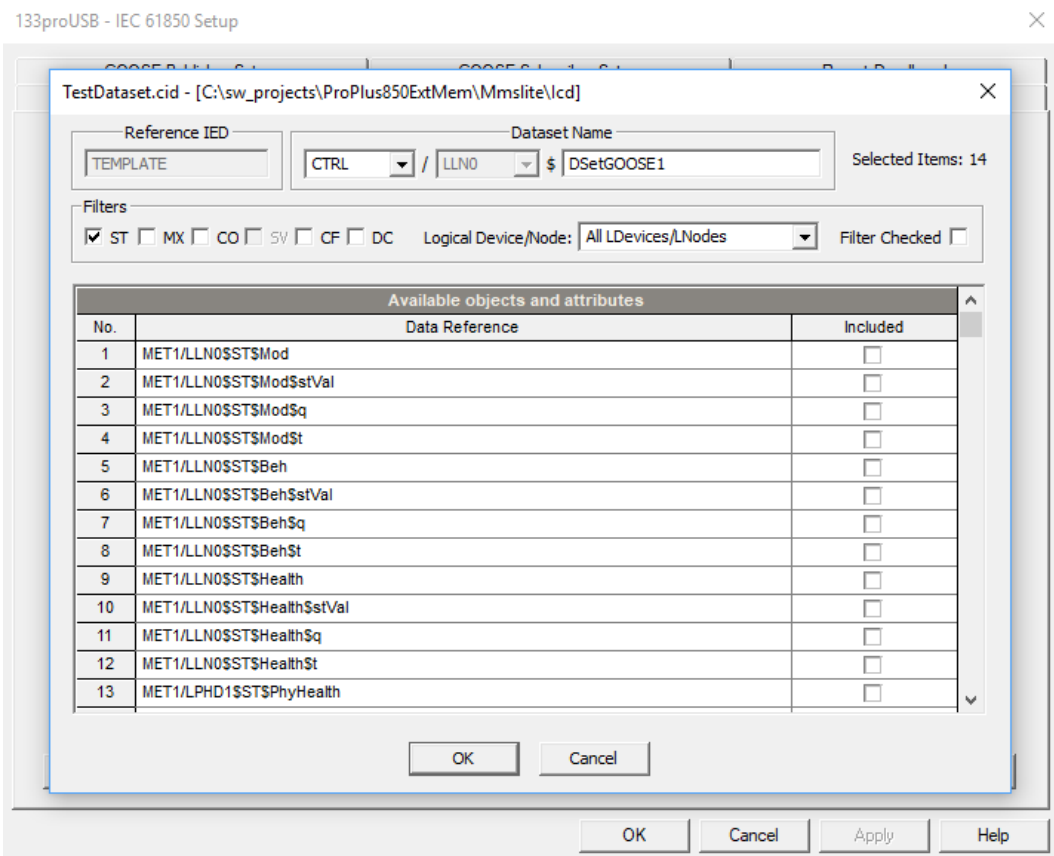 133proUSB - IEC 61850 Setup
TestDataset.cid - [C:\sw_projects\ProPlus850ExtMem\Mmslite\Icd]
Reference IED
Dataset Name
TEMPLATE
CTRL / LLN0 $ DSetGOOSE1
Selected Items: 14
Filters
ST MX CO SV CF DC Logical Device/Node: All LDevices/LNodes Filter Checked
Available objects and attributes
No. Data Reference Included
1 MET1/LLN0$ST$Mod
2 MET1/LLN0$ST$Mod$stVal
3 MET1/LLN0$ST$Mod$q
4 MET1/LLN0$ST$Mod$t
5 MET1/LLN0$ST$Beh
6 MET1/LLN0$ST$Beh$stVal
7 MET1/LLN0$ST$Beh$q
8 MET1/LLN0$ST$Beh$t
9 MET1/LLN0$ST$Health
10 MET1/LLN0$ST$Health$stVal
11 MET1/LLN0$ST$Health$q
12 MET1/LLN0$ST$Health$t
13 MET1/LPHD1$ST$PhyHealth
OK Cancel
OK Cancel Apply Help